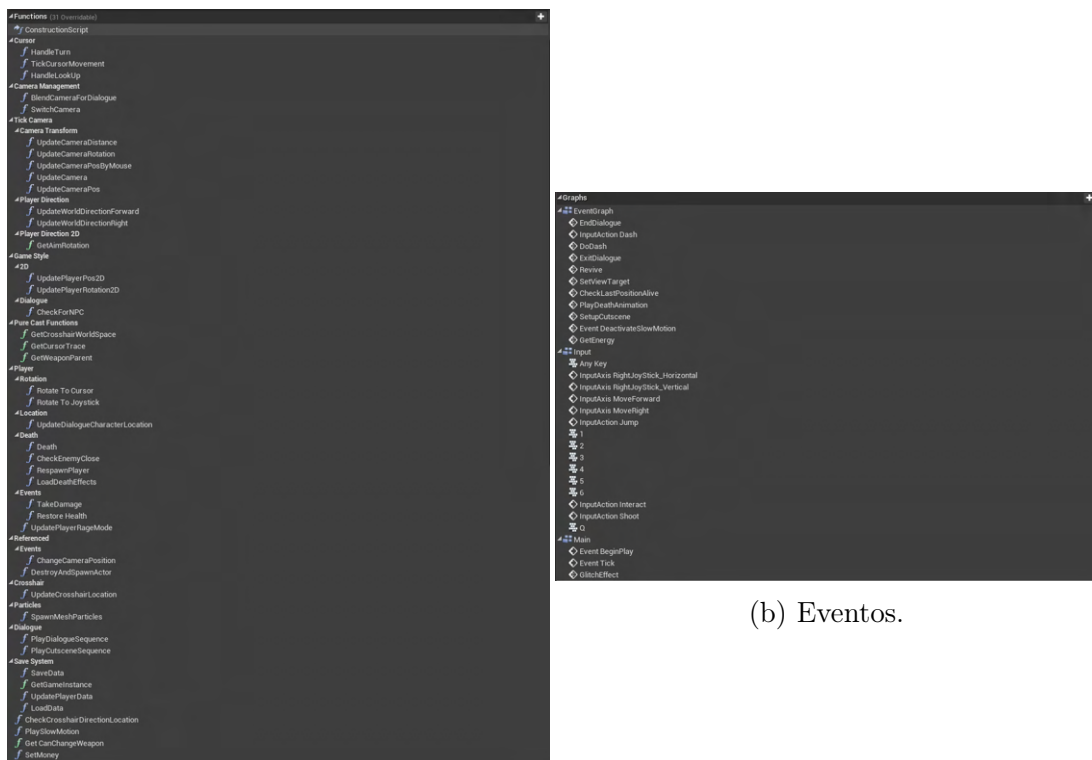 Functions (31 Overridable)
ConstructionScript
Cursor
HandleTurn
TickCursorMovement
HandleLookUp
Camera Management
BlendCameraForDialogue
SwitchCamera
Tick Camera
Camera Transform
UpdateCameraDistance
UpdateCameraRotation
UpdateCameraPosByMouse
UpdateCamera
UpdateCameraPos
Player Direction
UpdateWorldDirectionForward
UpdateWorldDirectionRight
Player Direction 2D
GetAimRotation
Game Style
2D
UpdatePlayerPos2D
UpdatePlayerRotation2D
Dialogue
CheckForNPC
Pure Cast Functions
GetCrosshairWorldSpace
GetCursorTrace
GetWeaponParent
Player
Rotation
Rotate To Cursor
Rotate To Joystick
Location
UpdateDialogueCharacterLocation
Death
Death
CheckEnemyClose
RespawnPlayer
LoadDeathEffects
Events
TakeDamage
Restore Health
UpdatePlayerRageMode
Referenced
Events
ChangeCameraPosition
DestroyAndSpawnActor
Crosshair
UpdateCrosshairLocation
Particles
SpawnMeshParticles
Dialogue
PlayDialogueSequence
PlayCutsceneSequence
Save System
SaveData
GetGameInstance
UpdatePlayerData
LoadData
CheckCrosshairDirectionLocation
PlaySlowMotion
Get CanChangeWeapon
SetMoney
Graphs
EventGraph
EndDialogue
InputAction Dash
DoDash
ExitDialogue
Revive
SetViewTarget
CheckLastPositionAlive
PlayDeathAnimation
SetupCutscene
Event DeactivateSlowMotion
GetEnergy
Input
Any Key
InputAxis RightJoyStick_Horizontal
InputAxis RightJoyStick_Vertical
InputAxis MoveForward
InputAxis MoveRight
InputAction Jump
1
2
3
4
5
6
InputAction Interact
InputAction Shoot
Q
Main
Event BeginPlay
Event Tick
GlitchEffect
(b) Eventos.